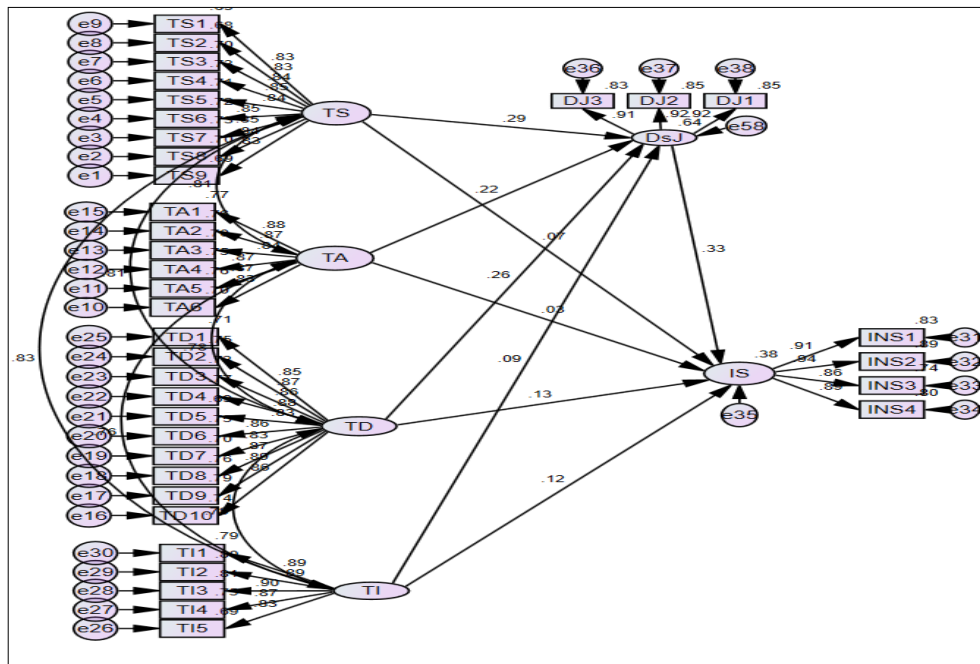 e9 TS1
e8 TS2
e7 TS3
e6 TS4
e5 TS5
e4 TS6
e3 TS7
e2 TS8
e1 TS9
.83
.83
.84
.85
.84
.85
.83
TS
.29
e36 e37 e38
.83 .85 .85
DJ3 DJ2 DJ1
.91 .92 .92
.64
DsJ
e58
.81
.77
e15 TA1
e14 TA2
e13 TA3
e12 TA4
e11 TA5
e10 TA6
.88
.87
.87
TA
.22
.07
.33
.26
.03
.09
.81
.71
.78
.83
e25 TD1
e24 TD2
e23 TD3
e22 TD4
e21 TD5
e20 TD6
e19 TD7
e18 TD8
e17 TD9
e16 TD10
.85
.87
.86
.83
.86
.83
.87
.86
TD
.13
.38
IS
e35
.91
.94
.86
.89
.83
INS1 e31
.89
INS2 e32
.74
INS3 e33
.80
INS4 e34
.12
.79
e30 TI1
e29 TI2
e28 TI3
e27 TI4
e26 TI5
.89
.89
.90
.87
.83
.69
TI